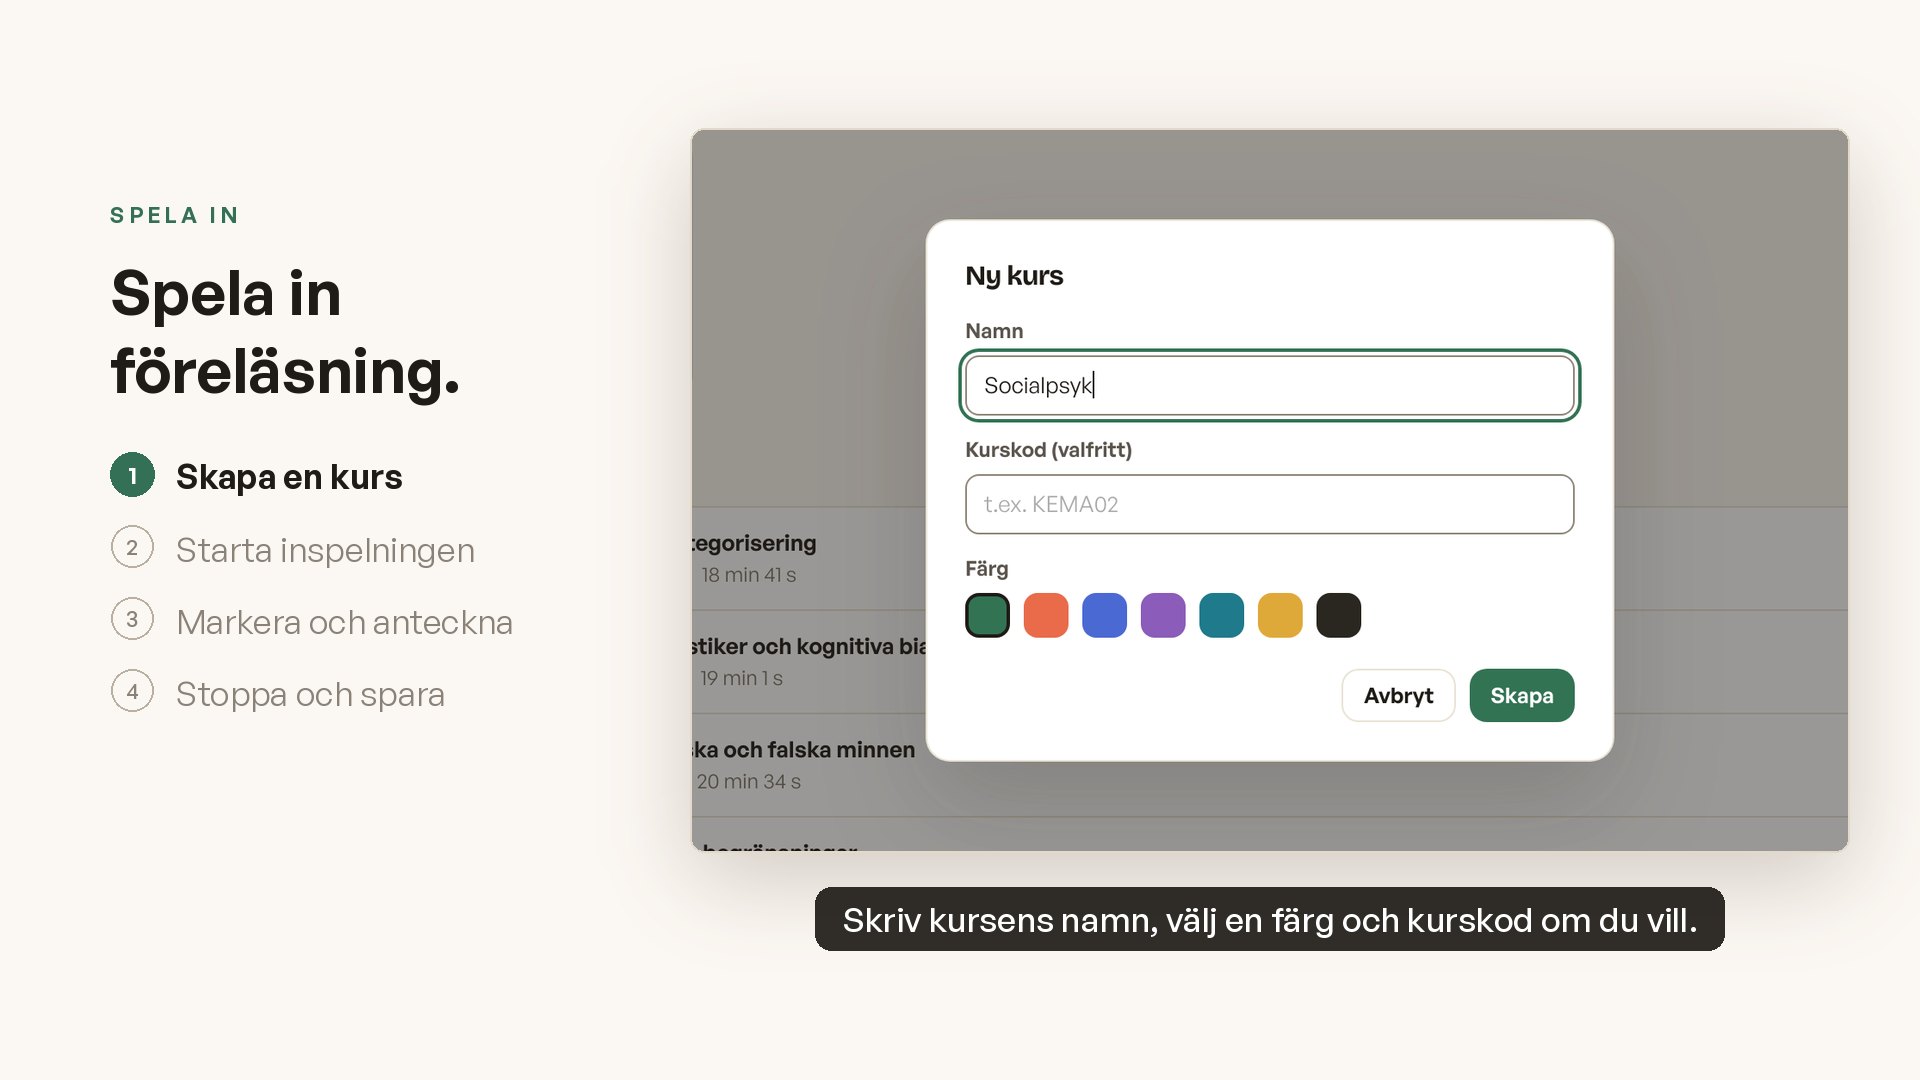 SPELA IN
Spela in
föreläsning.
1 Skapa en kurs
2 Starta inspelningen
3 Markera och anteckna
4 Stoppa och spara
tegorisering
18 min 41 s
stiker och kognitiva bia
19 min 1 s
ska och falska minnen
20 min 34 s
begränsningar
Ny kurs
Namn
Socialpsyk
Kurskod (valfritt)
t.ex. KEMA02
Färg
Avbryt
Skapa
Skriv kursens namn, välj en färg och kurskod om du vill.